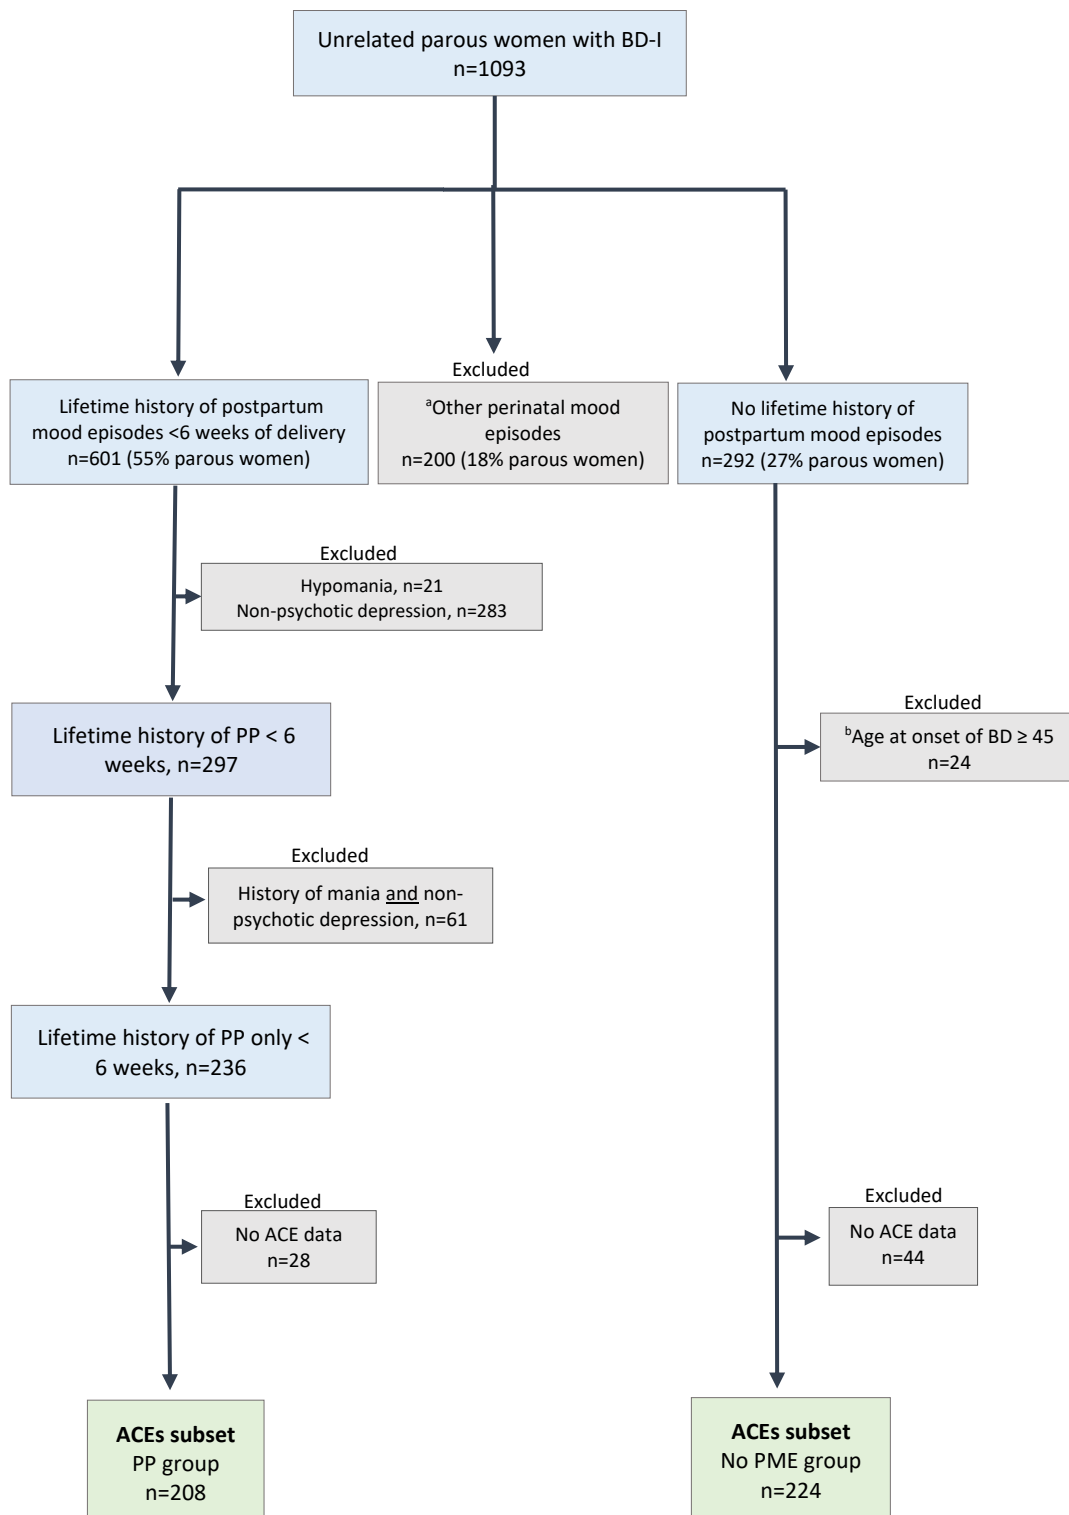 Unrelated parous women with BD-I
n=1093
Excluded
Lifetime history of postpartum
mood episodes <6 weeks of delivery
n=601 (55% parous women)
ᵃOther perinatal mood
episodes
n=200 (18% parous women)
No lifetime history of
postpartum mood episodes
n=292 (27% parous women)
Excluded
Hypomania, n=21
Non-psychotic depression, n=283
Lifetime history of PP < 6
weeks, n=297
Excluded
ᵇAge at onset of BD ≥ 45
n=24
Excluded
History of mania and non-
psychotic depression, n=61
Lifetime history of PP only <
6 weeks, n=236
Excluded
No ACE data
n=28
Excluded
No ACE data
n=44
ACEs subset
PP group
n=208
ACEs subset
No PME group
n=224